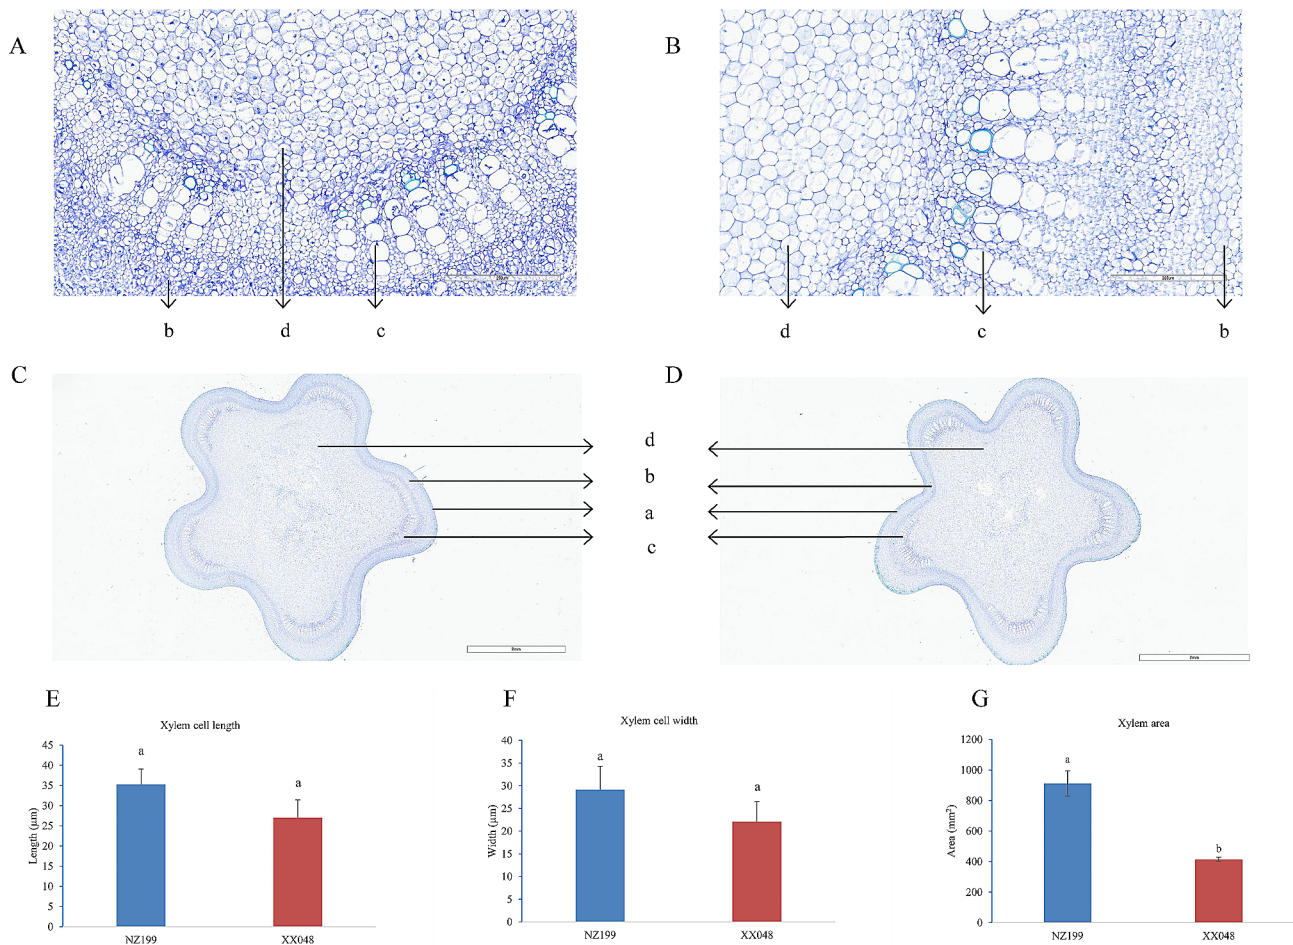 A
B
200μm
b
d
c
d
c
b
C
D
d
b
a
c
2mm
E
F
G
Xylem cell length
Xylem cell width
Xylem area
Length (μm)
45
40
35
30
25
20
15
10
5
0
a
a
NZ199
XX048
Width (μm)
40
35
30
25
20
15
10
5
0
a
a
NZ199
XX048
Area (mm²)
1200
1000
800
600
400
200
0
a
b
NZ199
XX048